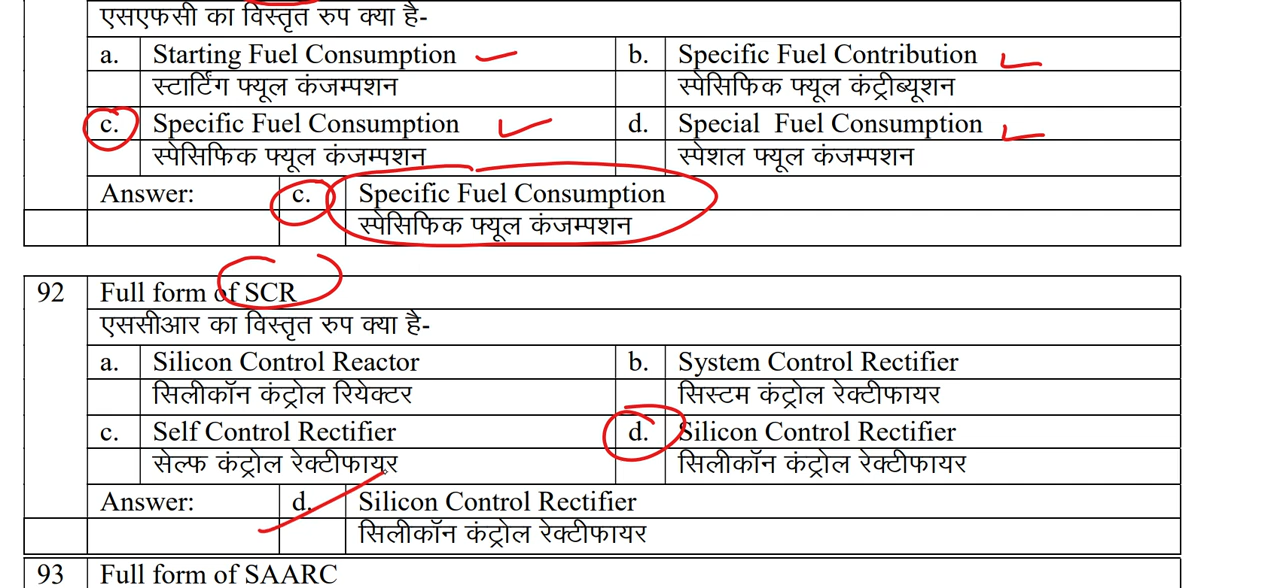 एसएफसी का विस्तृत रुप क्या है-
a. Starting Fuel Consumption b. Specific Fuel Contribution
स्टार्टिंग फ्यूल कंजम्पशन स्पेसिफिक फ्यूल कंट्रीब्यूशन
c. Specific Fuel Consumption d. Special Fuel Consumption
स्पेसिफिक फ्यूल कंजम्पशन स्पेशल फ्यूल कंजम्पशन
Answer: c. Specific Fuel Consumption
स्पेसिफिक फ्यूल कंजम्पशन
92 Full form of SCR
एससीआर का विस्तृत रुप क्या है-
a. Silicon Control Reactor b. System Control Rectifier
सिलीकॉन कंट्रोल रियेक्टर सिस्टम कंट्रोल रेक्टीफायर
c. Self Control Rectifier d. Silicon Control Rectifier
सेल्फ कंट्रोल रेक्टीफायर सिलीकॉन कंट्रोल रेक्टीफायर
Answer: d. Silicon Control Rectifier
सिलीकॉन कंट्रोल रेक्टीफायर
93 Full form of SAARC